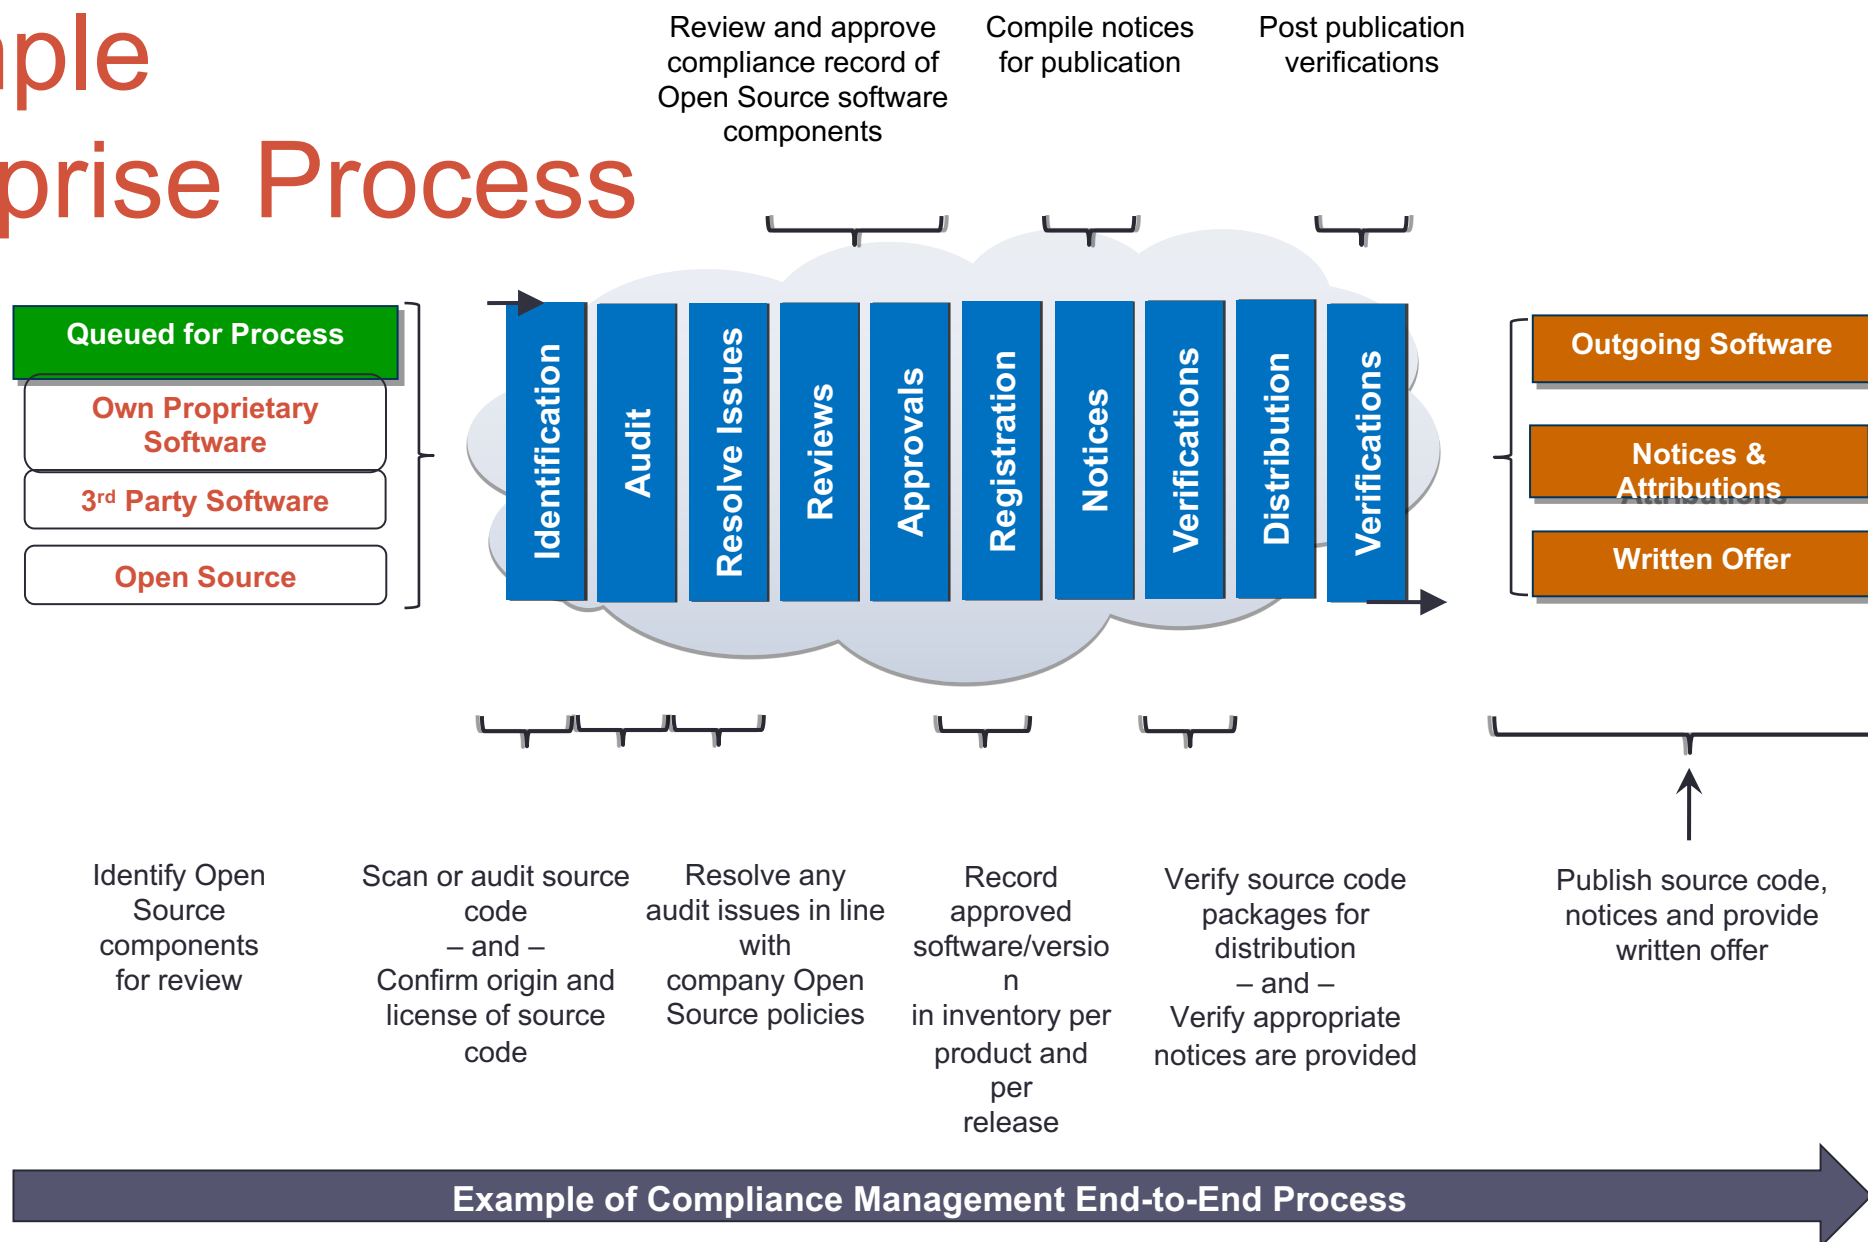 mple
prise Process
Review and approve
compliance record of
Open Source software
components
Compile notices
for publication
Post publication
verifications
Queued for Process
Own Proprietary
Software
3rd Party Software
Open Source
Identification
Audit
Resolve Issues
Reviews
Approvals
Registration
Notices
Verifications
Distribution
Verifications
Outgoing Software
Notices &
Attributions
Written Offer
Identify Open
Source
components
for review
Scan or audit source
code
– and –
Confirm origin and
license of source
code
Resolve any
audit issues in line
with
company Open
Source policies
Record
approved
software/versio
n
in inventory per
product and
per
release
Verify source code
packages for
distribution
– and –
Verify appropriate
notices are provided
Publish source code,
notices and provide
written offer
Example of Compliance Management End-to-End Process